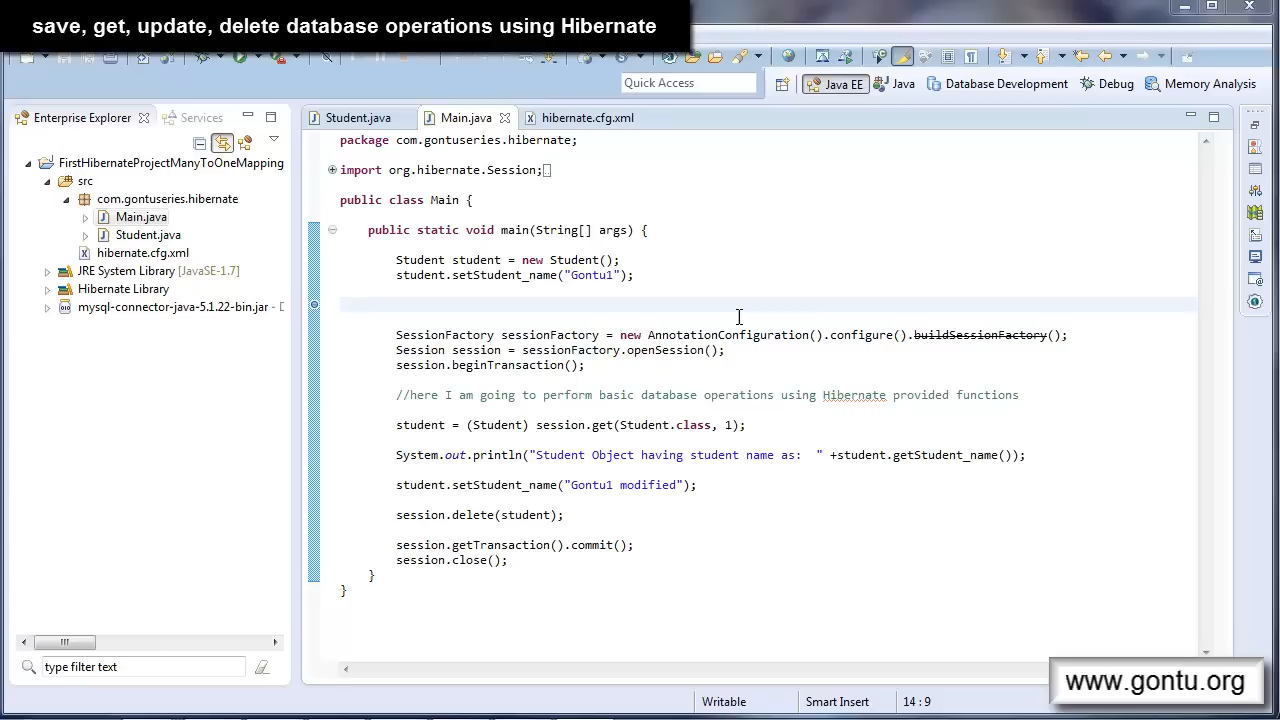 save, get, update, delete database operations using Hibernate
Quick Access
Java EE
Java
Database Development
Debug
Memory Analysis
Enterprise Explorer
Services
Student.java
Main.java
hibernate.cfg.xml
FirstHibernateProjectManyToOneMapping
src
com.gontuseries.hibernate
Main.java
Student.java
hibernate.cfg.xml
JRE System Library [JavaSE-1.7]
Hibernate Library
mysql-connector-java-5.1.22-bin.jar - D
package com.gontuseries.hibernate;
import org.hibernate.Session;
public class Main {
public static void main(String[] args) {
Student student = new Student();
student.setStudent_name("Gontu1");
SessionFactory sessionFactory = new AnnotationConfiguration().configure().buildSessionFactory();
Session session = sessionFactory.openSession();
session.beginTransaction();
//here I am going to perform basic database operations using Hibernate provided functions
student = (Student) session.get(Student.class, 1);
System.out.println("Student Object having student name as:  " +student.getStudent_name());
student.setStudent_name("Gontu1 modified");
session.delete(student);
session.getTransaction().commit();
session.close();
}
}
type filter text
Writable
Smart Insert
14 : 9
www.gontu.org